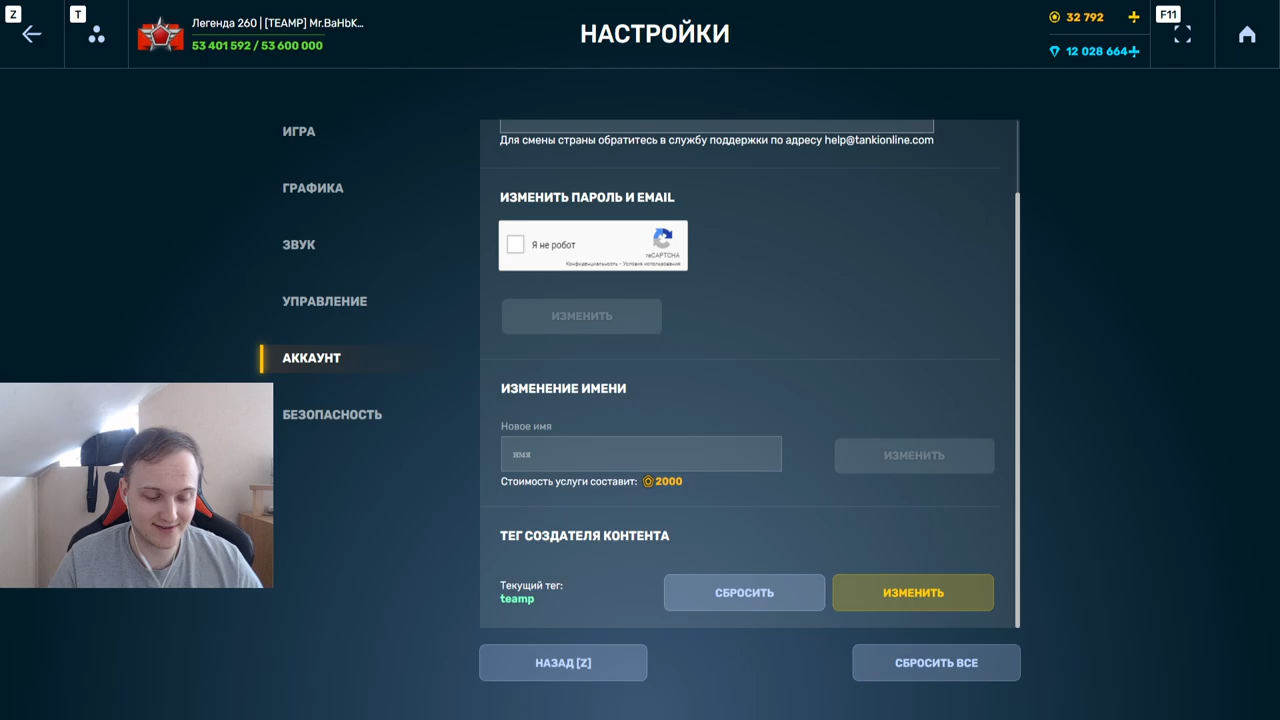 Z
T
Легенда 260 | [TEAMP] Mr.BaHbK...
53 401 592 / 53 600 000
НАСТРОЙКИ
32 792
12 028 664
F11
ИГРА
ГРАФИКА
ЗВУК
УПРАВЛЕНИЕ
АККАУНТ
БЕЗОПАСНОСТЬ
Для смены страны обратитесь в службу поддержки по адресу help@tankionline.com
ИЗМЕНИТЬ ПАРОЛЬ И EMAIL
Я не робот
reCAPTCHA
Конфиденциальность - Условия использования
ИЗМЕНИТЬ
ИЗМЕНЕНИЕ ИМЕНИ
Новое имя
имя
ИЗМЕНИТЬ
Стоимость услуги составит: 2000
ТЕГ СОЗДАТЕЛЯ КОНТЕНТА
Текущий тег:
teamp
СБРОСИТЬ
ИЗМЕНИТЬ
НАЗАД [Z]
СБРОСИТЬ ВСЕ